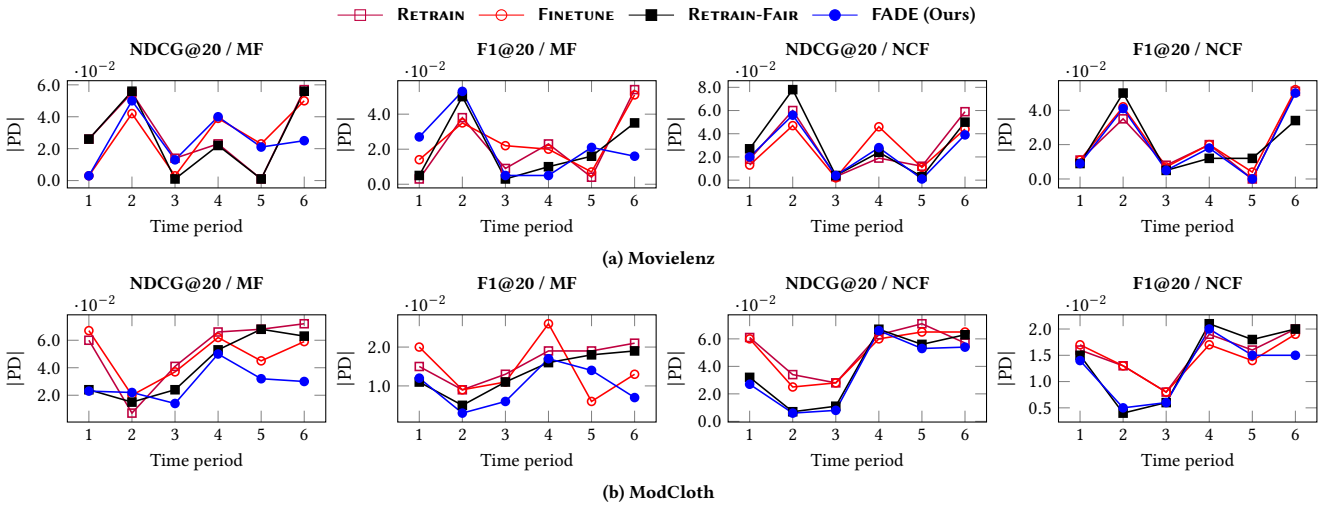 RETRAIN FINETUNE RETRAIN-FAIR FADE (Ours)
NDCG@20 / MF F1@20 / MF NDCG@20 / NCF F1@20 / NCF
·10⁻² ·10⁻² ·10⁻² ·10⁻²
6.0 4.0 2.0 0.0 |PD| 1 2 3 4 5 6 Time period
4.0 2.0 0.0 |PD| 1 2 3 4 5 6 Time period
8.0 6.0 4.0 2.0 0.0 |PD| 1 2 3 4 5 6 Time period
4.0 2.0 0.0 |PD| 1 2 3 4 5 6 Time period
(a) Movielenz
NDCG@20 / MF F1@20 / MF NDCG@20 / NCF F1@20 / NCF
·10⁻² ·10⁻² ·10⁻² ·10⁻²
6.0 4.0 2.0 |PD| 1 2 3 4 5 6 Time period
2.0 1.0 |PD| 1 2 3 4 5 6 Time period
6.0 4.0 2.0 0.0 |PD| 1 2 3 4 5 6 Time period
2.0 1.5 1.0 0.5 |PD| 1 2 3 4 5 6 Time period
(b) ModCloth